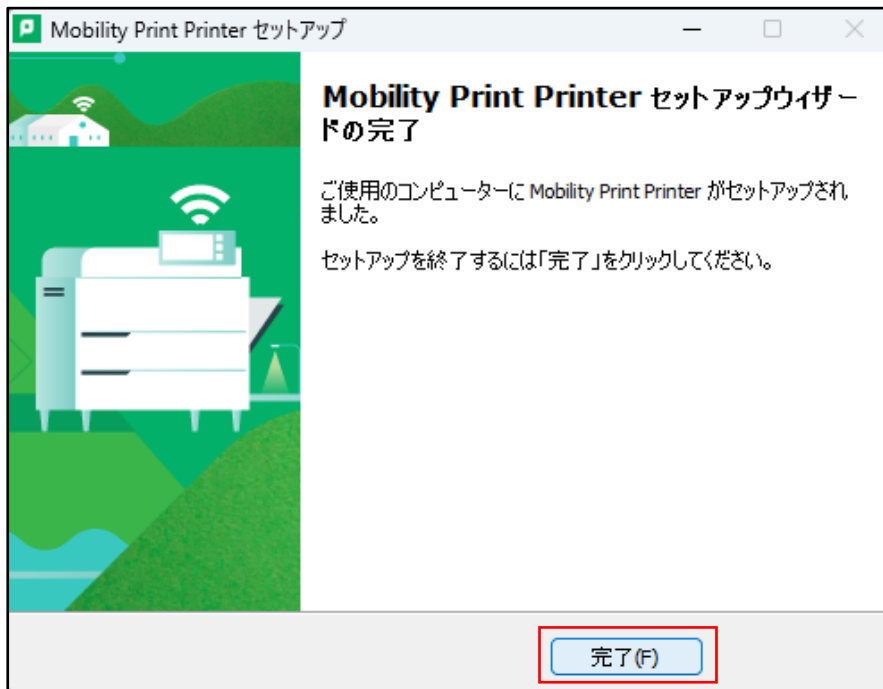 Mobility Print Printer セットアップ
Mobility Print Printer セットアップウィザー
ドの完了
ご使用のコンピューターに Mobility Print Printer がセットアップされ
ました。
セットアップを終了するには「完了」をクリックしてください。
完了(F)